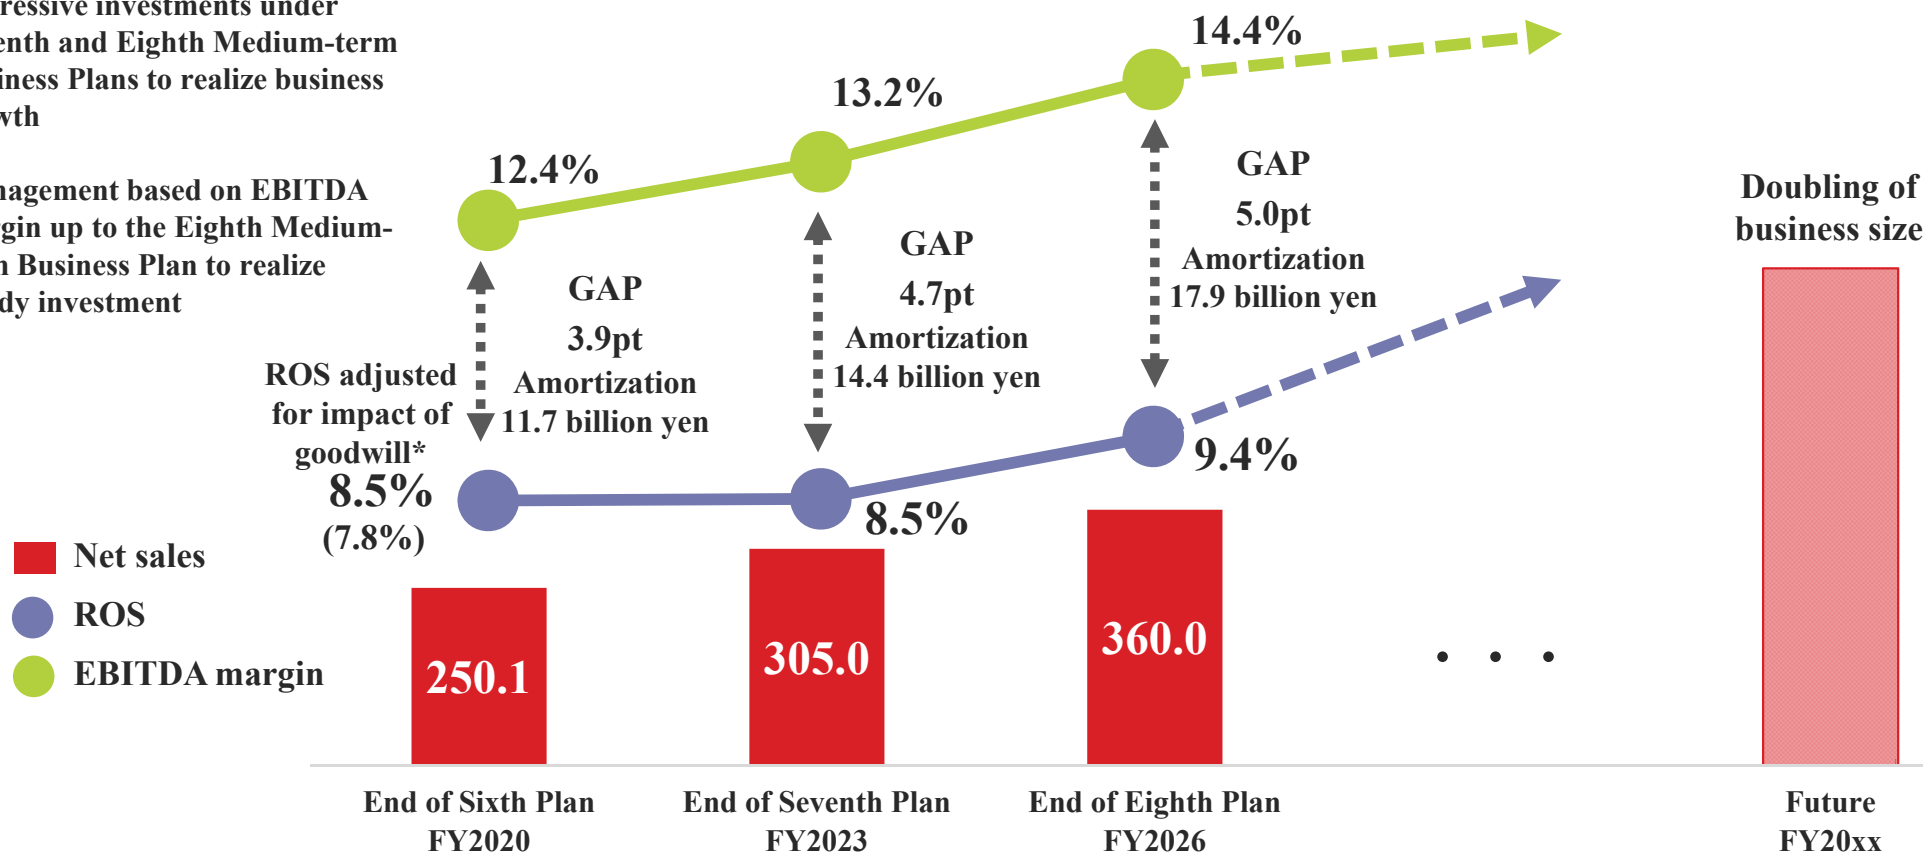 ressive investments under
enth and Eighth Medium-term
iness Plans to realize business
wth
nagement based on EBITDA
rgin up to the Eighth Medium-
Business Plan to realize
dy investment
12.4%
13.2%
14.4%
GAP
3.9pt
Amortization
11.7 billion yen
GAP
4.7pt
Amortization
14.4 billion yen
GAP
5.0pt
Amortization
17.9 billion yen
Doubling of
business size
ROS adjusted
for impact of
goodwill*
8.5%
(7.8%)
8.5%
9.4%
Net sales
ROS
EBITDA margin
250.1
305.0
360.0
. . .
End of Sixth Plan
FY2020
End of Seventh Plan
FY2023
End of Eighth Plan
FY2026
Future
FY20xx